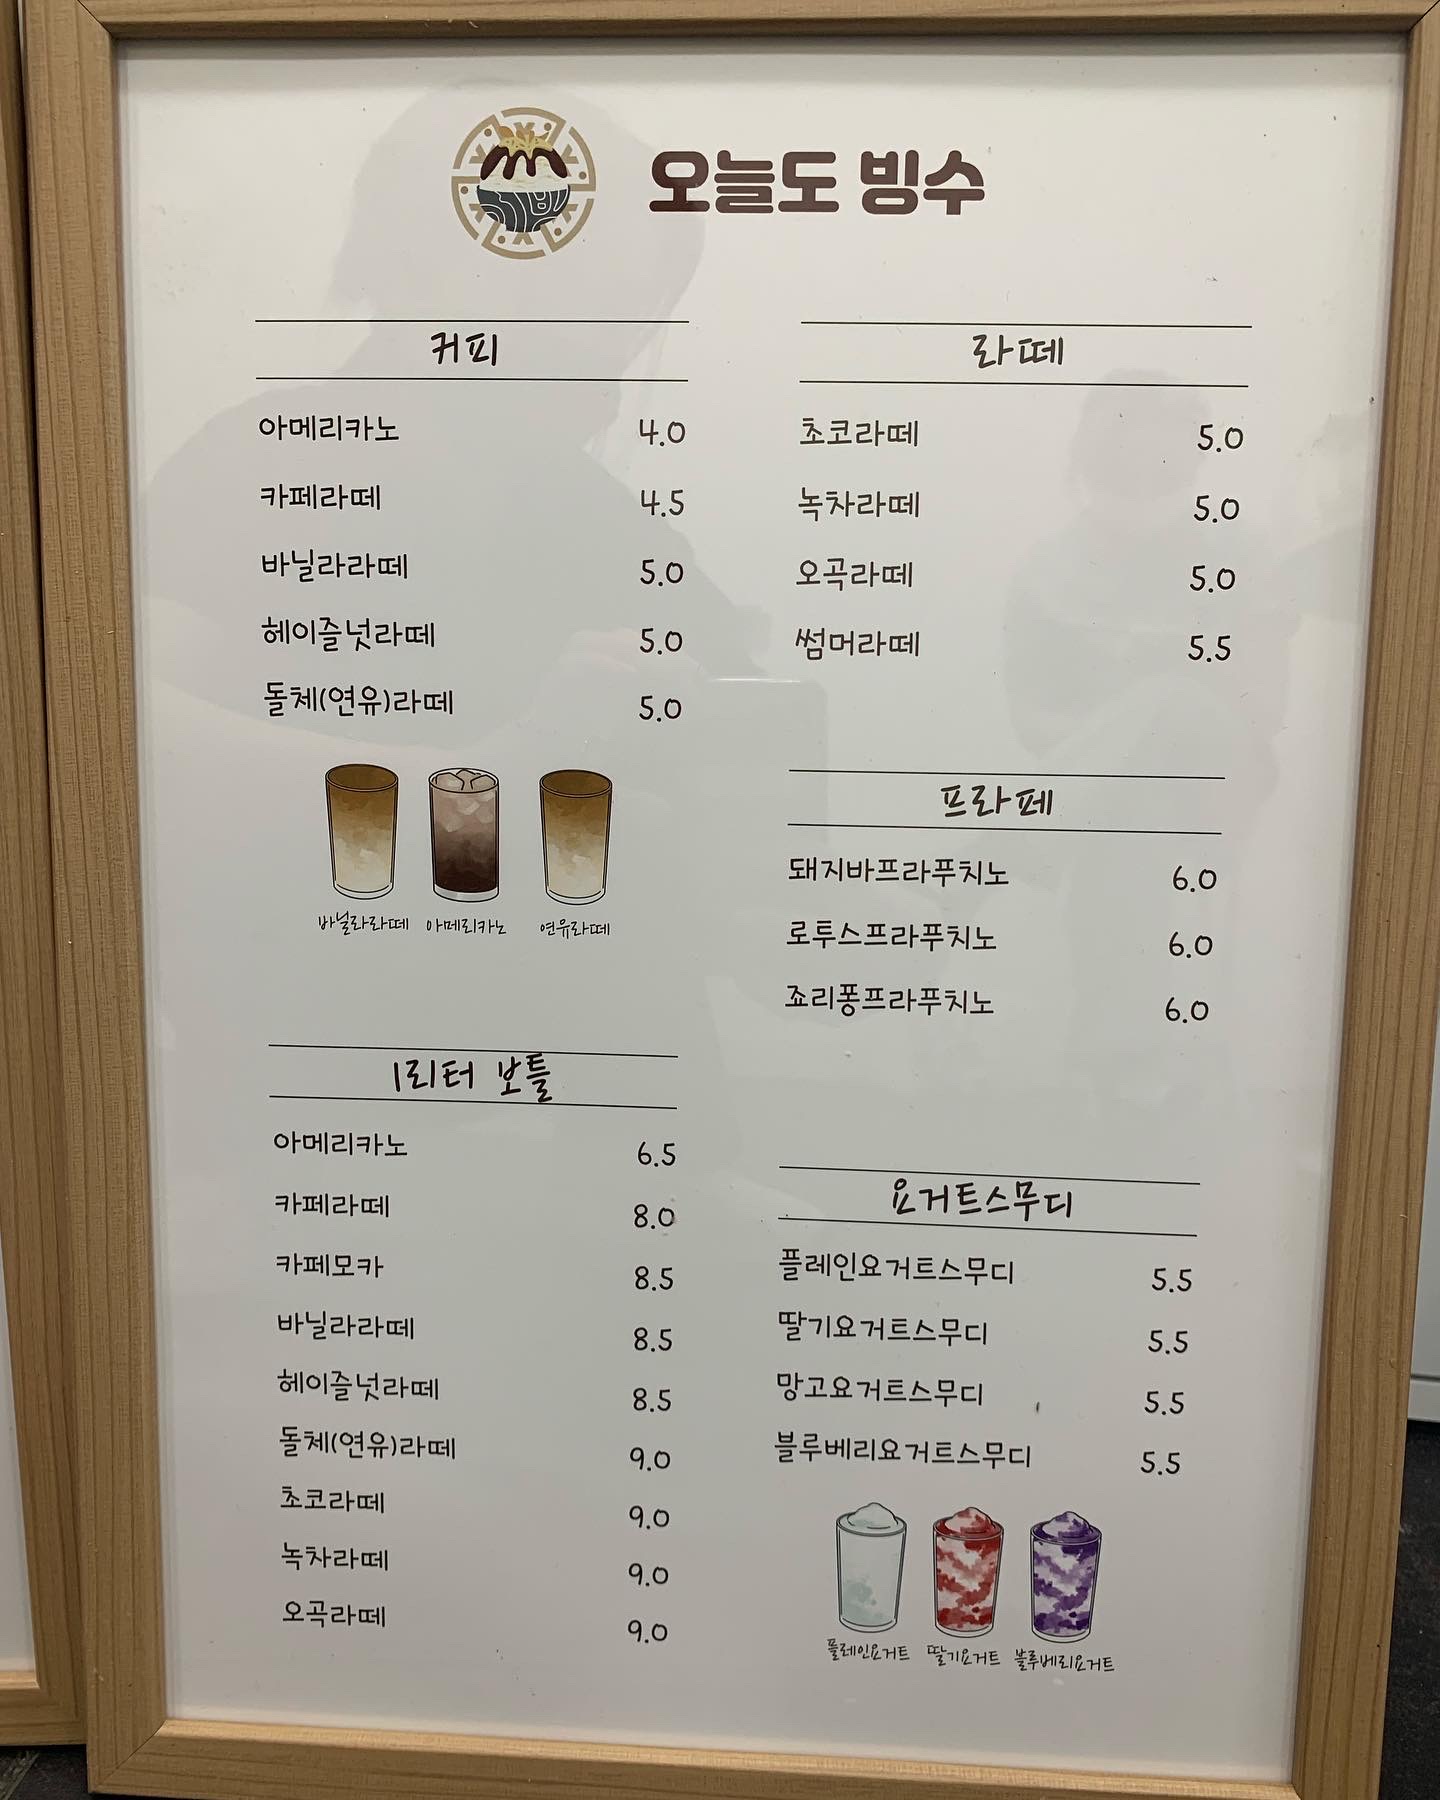 오늘도 빙수
커피
아메리카노 4.0
카페라떼 4.5
바닐라라떼 5.0
헤이즐넛라떼 5.0
돌체(연유)라떼 5.0
바닐라라떼 아메리카노 연유라떼
1리터 보틀
아메리카노 6.5
카페라떼 8.0
카페모카 8.5
바닐라라떼 8.5
헤이즐넛라떼 8.5
돌체(연유)라떼 9.0
초코라떼 9.0
녹차라떼 9.0
오곡라떼 9.0
라떼
초코라떼 5.0
녹차라떼 5.0
오곡라떼 5.0
썸머라떼 5.5
프라페
돼지바프라푸치노 6.0
로투스프라푸치노 6.0
죠리퐁프라푸치노 6.0
요거트스무디
플레인요거트스무디 5.5
딸기요거트스무디 5.5
망고요거트스무디 5.5
블루베리요거트스무디 5.5
플레인요거트 딸기요거트 블루베리요거트